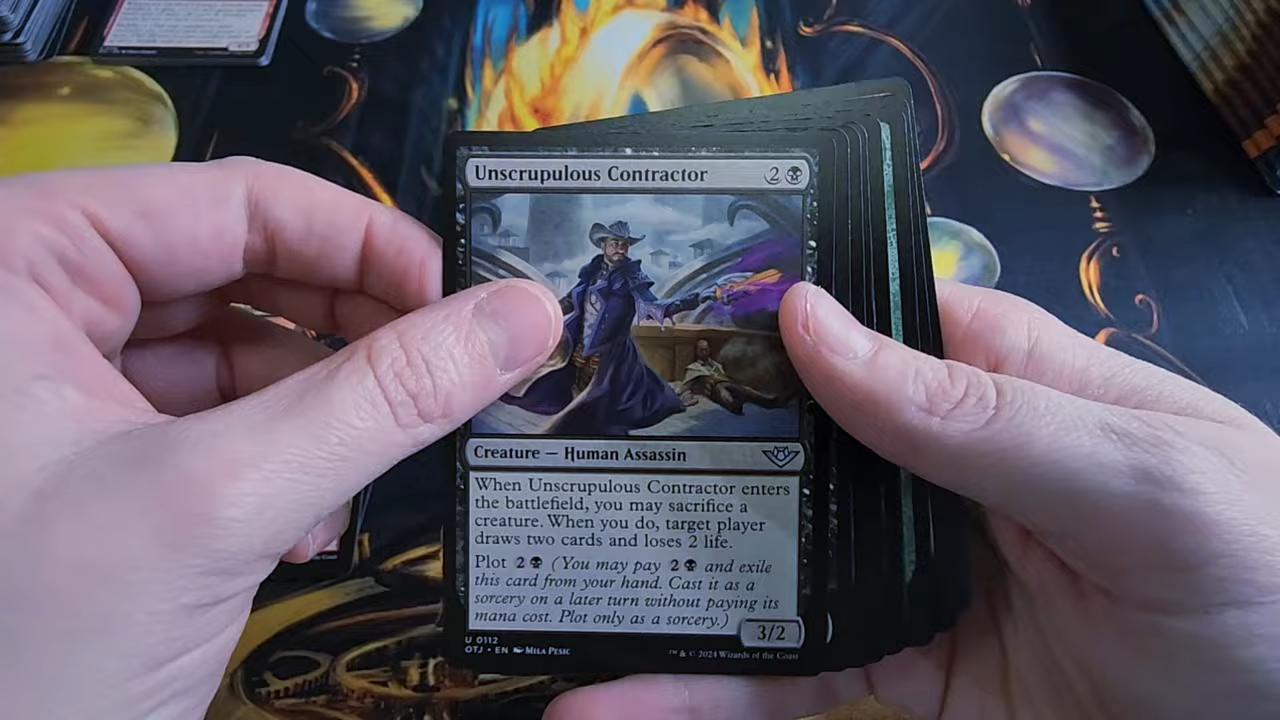 Unscrupulous Contractor 2
Creature — Human Assassin
When Unscrupulous Contractor enters
the battlefield, you may sacrifice a
creature. When you do, target player
draws two cards and loses 2 life.
Plot 2 (You may pay 2 and exile
this card from your hand. Cast it as a
sorcery on a later turn without paying its
mana cost. Plot only as a sorcery.)
3/2
U 0112
OTJ • EN Mila Pesic
™ & © 2024 Wizards of the Coast